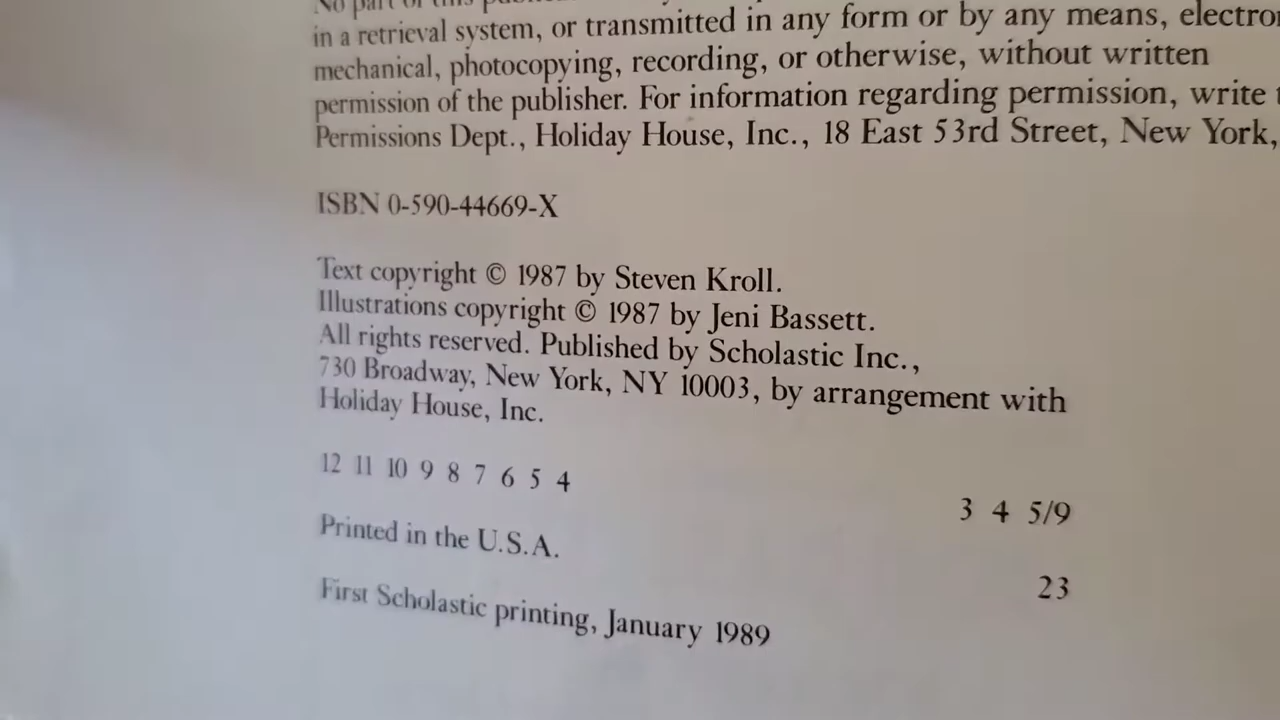 No part of this
in a retrieval system, or transmitted in any form or by any means,
mechanical, photocopying, recording, or otherwise, without written
permission of the publisher. For information regarding permission, write
Permissions Dept., Holiday House, Inc., 18 East 53rd Street, New York,
ISBN 0-590-44669-X
Text copyright © 1987 by Steven Kroll.
Illustrations copyright © 1987 by Jeni Bassett.
All rights reserved. Published by Scholastic Inc.,
730 Broadway, New York, NY 10003, by arrangement with
Holiday House, Inc.
12 11 10 9 8 7 6 5 4
3 4 5/9
Printed in the U.S.A.
23
First Scholastic printing, January 1989